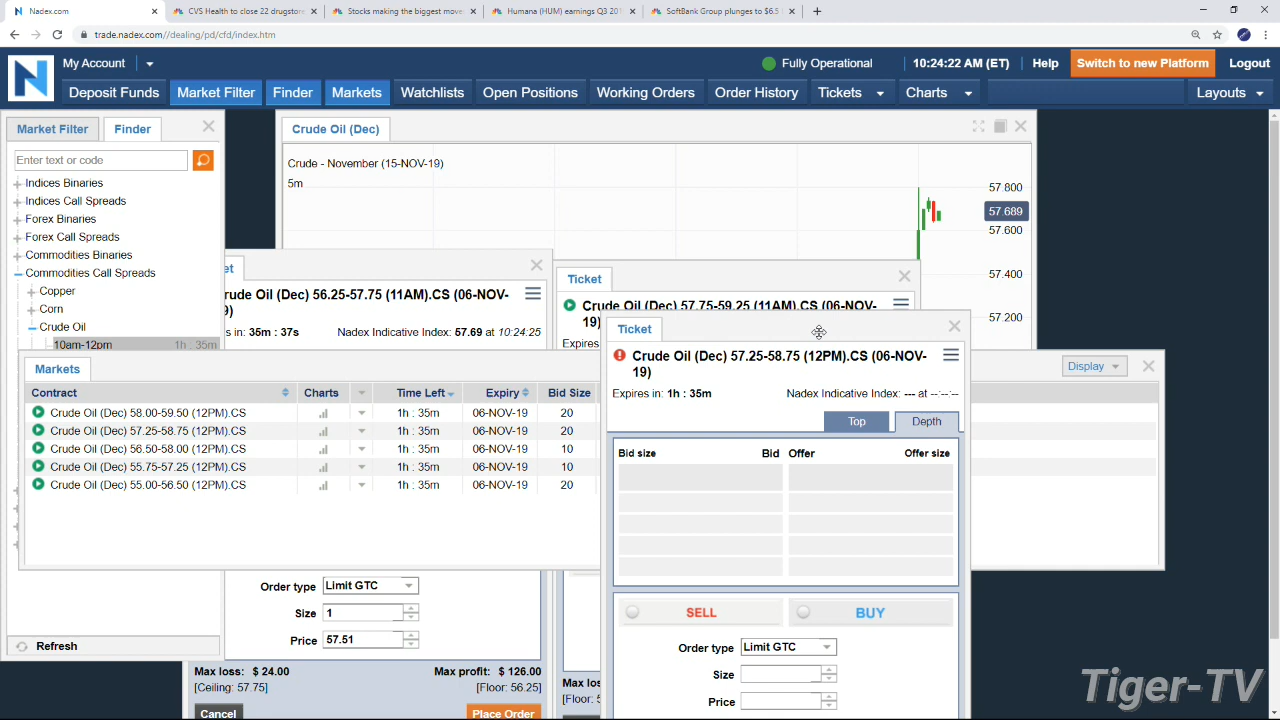 Nadex.com
CVS Health to close 22 drugstore
Stocks making the biggest move
Humana (HUM) earnings Q3 201
SoftBank Group plunges to $6.5
trade.nadex.com/dealing/pd/cfd/index.htm
N
My Account
Fully Operational
10:24:22 AM (ET)
Help
Switch to new Platform
Logout
Deposit Funds
Market Filter
Finder
Markets
Watchlists
Open Positions
Working Orders
Order History
Tickets
Charts
Layouts
Market Filter
Finder
Enter text or code
Indices Binaries
Indices Call Spreads
Forex Binaries
Forex Call Spreads
Commodities Binaries
Commodities Call Spreads
Copper
Corn
Crude Oil
10am-12pm 1h : 35m
Refresh
Crude Oil (Dec)
Crude - November (15-NOV-19)
5m
57.800
57.689
57.600
57.400
57.200
et
rude Oil (Dec) 56.25-57.75 (11AM).CS (06-NOV-
9)
s in: 35m : 37s
Nadex Indicative Index: 57.69 at 10:24:25
Ticket
Crude Oil (Dec) 57.75-59.25 (11AM).CS (06-NOV-
19)
Expires
Ticket
Crude Oil (Dec) 57.25-58.75 (12PM).CS (06-NOV-
19)
Expires in: 1h : 35m
Nadex Indicative Index: --- at --:--:--
Top
Depth
Bid size Bid Offer Offer size
SELL
BUY
Order type Limit GTC
Size
Price
Markets
Display
Contract Charts Time Left Expiry Bid Size
Crude Oil (Dec) 58.00-59.50 (12PM).CS 1h : 35m 06-NOV-19 20
Crude Oil (Dec) 57.25-58.75 (12PM).CS 1h : 35m 06-NOV-19 20
Crude Oil (Dec) 56.50-58.00 (12PM).CS 1h : 35m 06-NOV-19 10
Crude Oil (Dec) 55.75-57.25 (12PM).CS 1h : 35m 06-NOV-19 10
Crude Oil (Dec) 55.00-56.50 (12PM).CS 1h : 35m 06-NOV-19 20
Order type Limit GTC
Size 1
Price 57.51
Max loss: $ 24.00
Max profit: $ 126.00
[Ceiling: 57.75]
[Floor: 56.25]
Cancel
Place Order
Max los
[Floor: 5
Tiger-TV